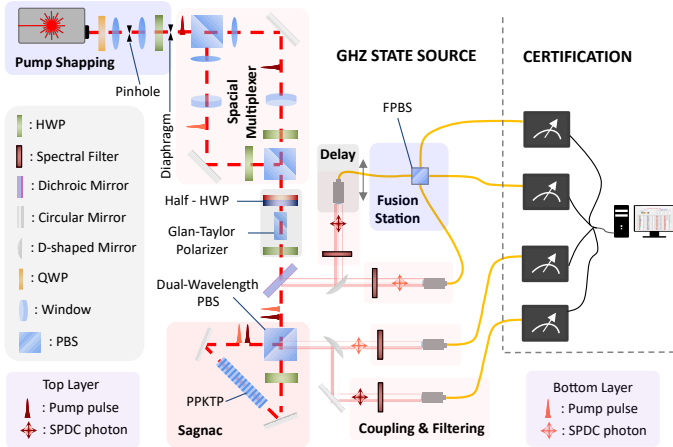 GHZ STATE SOURCE
CERTIFICATION
Pump Shapping
Pinhole
Diaphragm
Spacial
Multiplexer
FPBS
Delay
Fusion
Station
Half - HWP
Glan-Taylor
Polarizer
Dual-Wavelength
PBS
PPKTP
Sagnac
Coupling & Filtering
: HWP
: Spectral Filter
: Dichroic Mirror
: Circular Mirror
: D-shaped Mirror
: QWP
: Window
: PBS
Top Layer
: Pump pulse
: SPDC photon
Bottom Layer
: Pump pulse
: SPDC photon